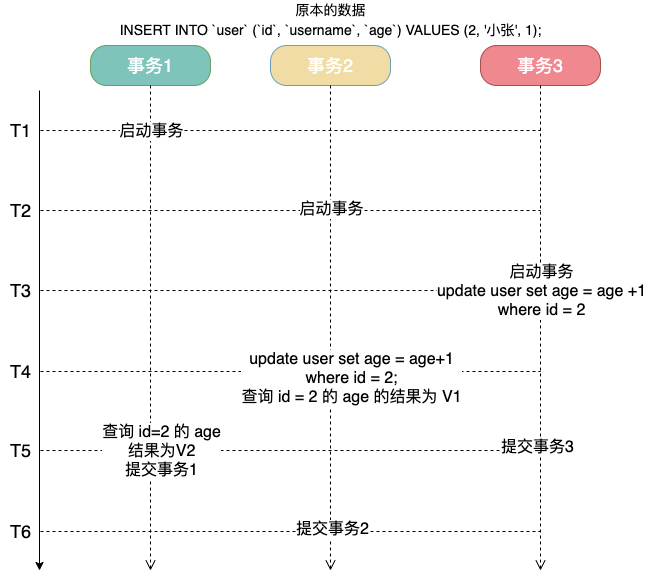 原本的数据
INSERT INTO `user` (`id`, `username`, `age`) VALUES (2, '小张', 1);
事务1
事务2
事务3
T1
启动事务
T2
启动事务
T3
启动事务
update user set age = age +1
where id = 2
T4
update user set age = age+1
where id = 2;
查询 id = 2 的 age 的结果为 V1
T5
查询 id=2 的 age
结果为V2
提交事务1
提交事务3
T6
提交事务2